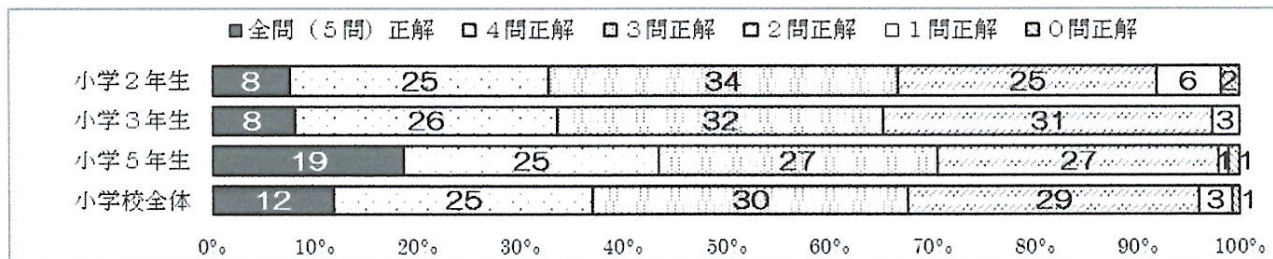 ■全問（５問）正解 □４問正解 □３問正解 □２問正解 □１問正解 □０問正解
小学２年生 8 25 34 25 6 2
小学３年生 8 26 32 31 3
小学５年生 19 25 27 27 1 1
小学校全体 12 25 30 29 3 1
0% 10% 20% 30% 40% 50% 60% 70% 80% 90% 100%